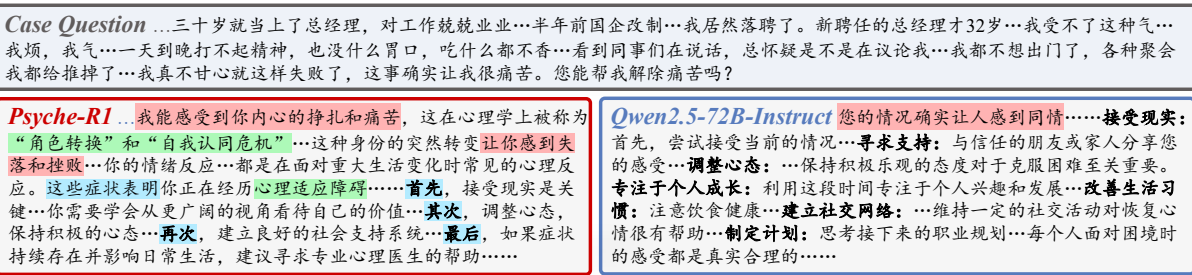 Case Question …三十岁就当上了总经理，对工作兢兢业业…半年前国企改制…我居然落聘了。新聘任的总经理才32岁…我受不了这种气…
我烦，我气…一天到晚打不起精神，也没什么胃口，吃什么都不香…看到同事们在说话，总怀疑是不是在议论我…我都不想出门了，各种聚会
我都给推掉了…我真不甘心就这样失败了，这事确实让我很痛苦。您能帮我解除痛苦吗？
Psyche-R1 …我能感受到你内心的挣扎和痛苦，这在心理学上被称为
“角色转换”和“自我认同危机”…这种身份的突然转变让你感到失
落和挫败…你的情绪反应…都是在面对重大生活变化时常见的心理反
应。这些症状表明你正在经历心理适应障碍……首先，接受现实是关
键…你需要学会从更广阔的视角看待自己的价值…其次，调整心态，
保持积极的心态…再次，建立良好的社会支持系统…最后，如果症状
持续存在并影响日常生活，建议寻求专业心理医生的帮助……
Qwen2.5-72B-Instruct 您的情况确实让人感到同情……接受现实：
首先，尝试接受当前的情况…寻求支持：与信任的朋友或家人分享您
的感受…调整心态：…保持积极乐观的态度对于克服困难至关重要。
专注于个人成长：利用这段时间专注于个人兴趣和发展…改善生活习
惯：注意饮食健康…建立社交网络：…维持一定的社交活动对恢复心
情很有帮助…制定计划：思考接下来的职业规划…每个人面对困境时
的感受都是真实合理的……